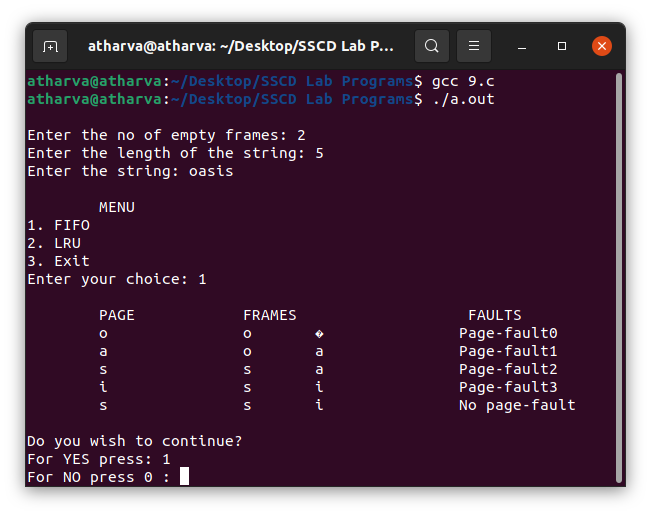 atharva@atharva: ~/Desktop/SSCD Lab P...
atharva@atharva:~/Desktop/SSCD Lab Programs$ gcc 9.c
atharva@atharva:~/Desktop/SSCD Lab Programs$ ./a.out
Enter the no of empty frames: 2
Enter the length of the string: 5
Enter the string: oasis
MENU
1. FIFO
2. LRU
3. Exit
Enter your choice: 1
PAGE FRAMES FAULTS
o o � Page-fault0
a o a Page-fault1
s s a Page-fault2
i s i Page-fault3
s s i No page-fault
Do you wish to continue?
For YES press: 1
For NO press 0 :